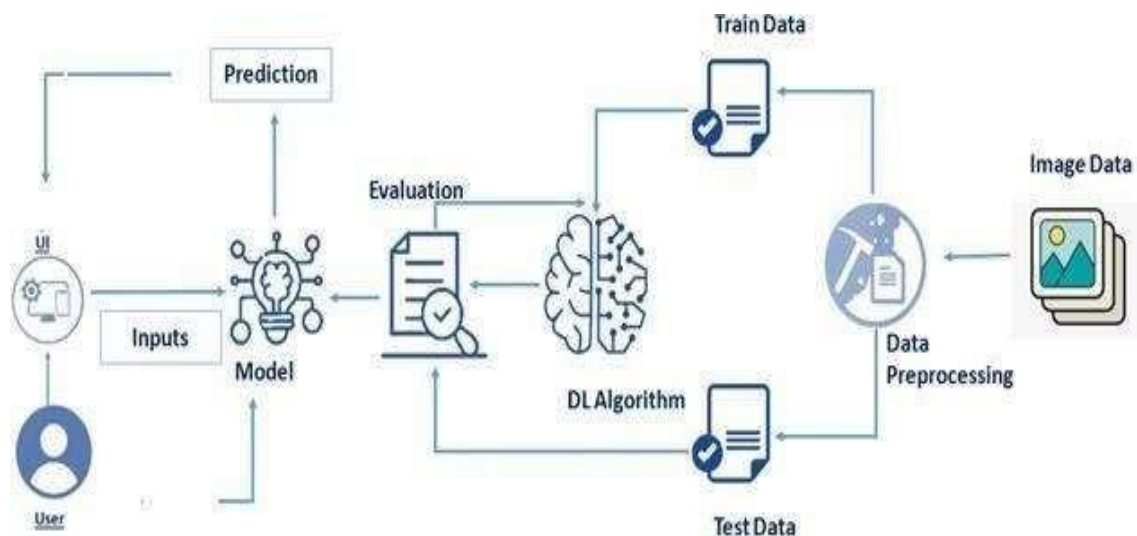 Train Data
Prediction
Image Data
Evaluation
UI
Inputs
Model
Data
Preprocessing
DL Algorithm
User
Test Data